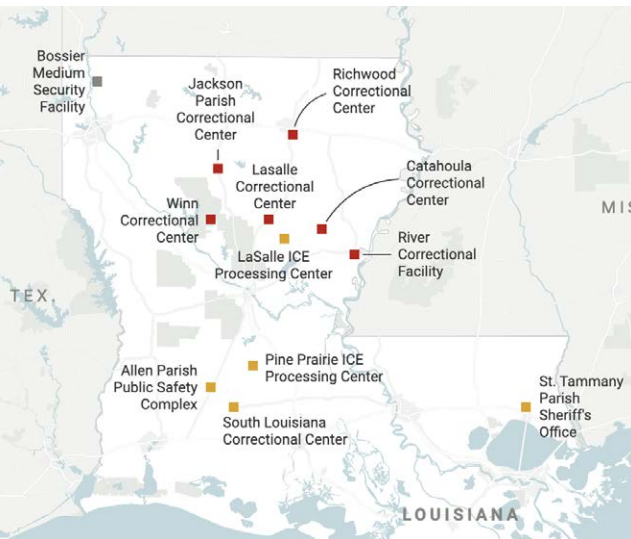 Bossier
Medium
Security
Facility
Jackson
Parish
Correctional
Center
Richwood
Correctional
Center
Lasalle
Correctional
Center
Catahoula
Correctional
Center
Winn
Correctional
Center
MIS
LaSalle ICE
Processing Center
River
Correctional
Facility
TEX.
Pine Prairie ICE
Processing Center
Allen Parish
Public Safety
Complex
St. Tammany
Parish
Sheriff's
Office
South Louisiana
Correctional Center
LOUISIANA